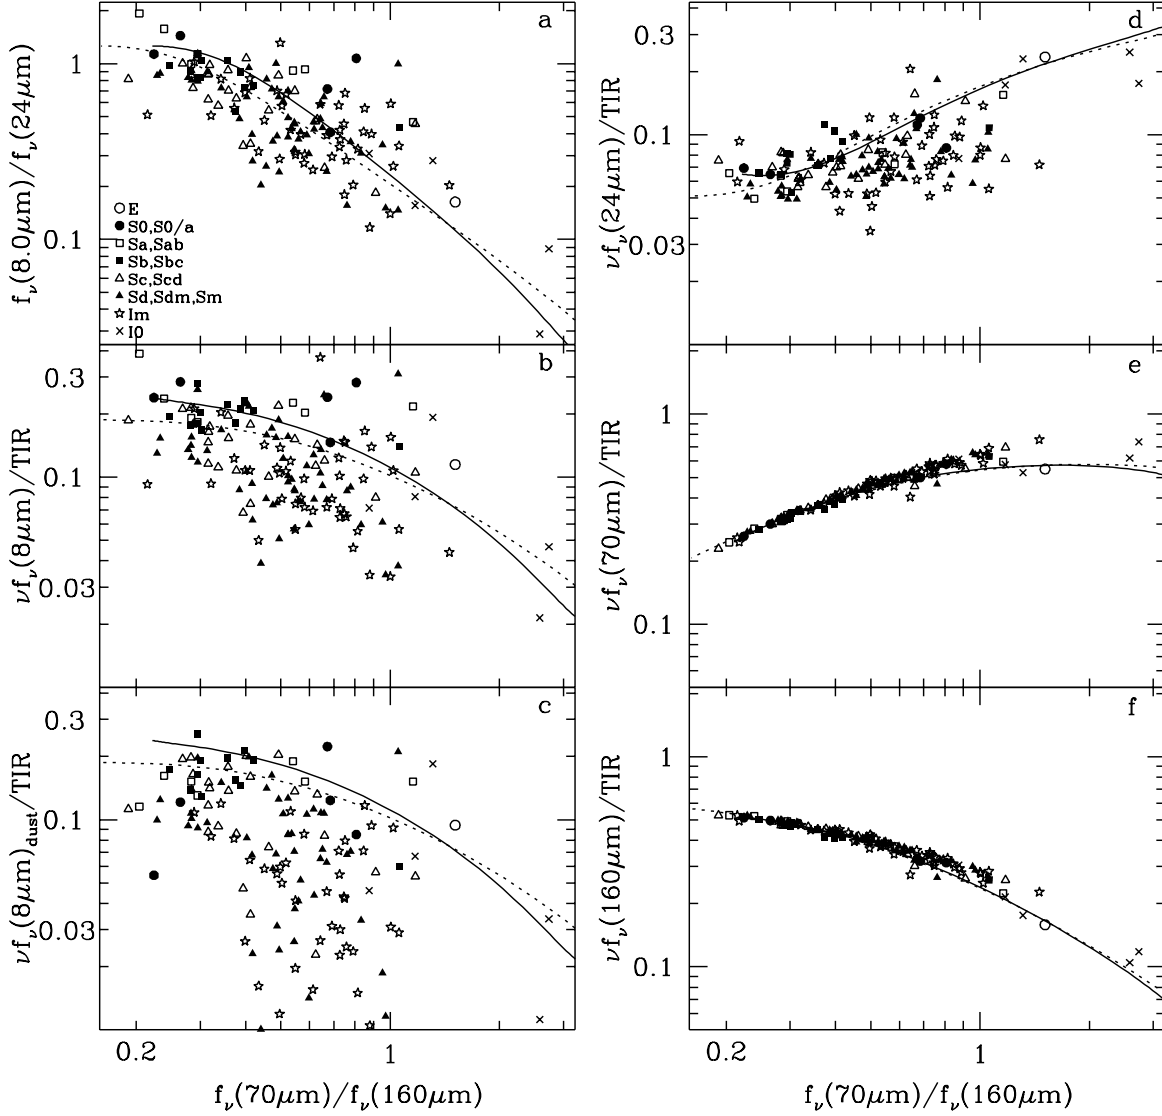 a
1
0.1
f_ν(8.0μm)/f_ν(24μm)
E
S0,S0/a
Sa,Sab
Sb,Sbc
Sc,Scd
Sd,Sdm,Sm
Im
I0
b
0.3
0.1
0.03
νf_ν(8μm)/TIR
c
0.3
0.1
0.03
νf_ν(8μm)_dust/TIR
0.2
1
f_ν(70μm)/f_ν(160μm)
d
0.3
0.1
0.03
νf_ν(24μm)/TIR
e
1
0.1
νf_ν(70μm)/TIR
f
1
0.1
νf_ν(160μm)/TIR
0.2
1
f_ν(70μm)/f_ν(160μm)